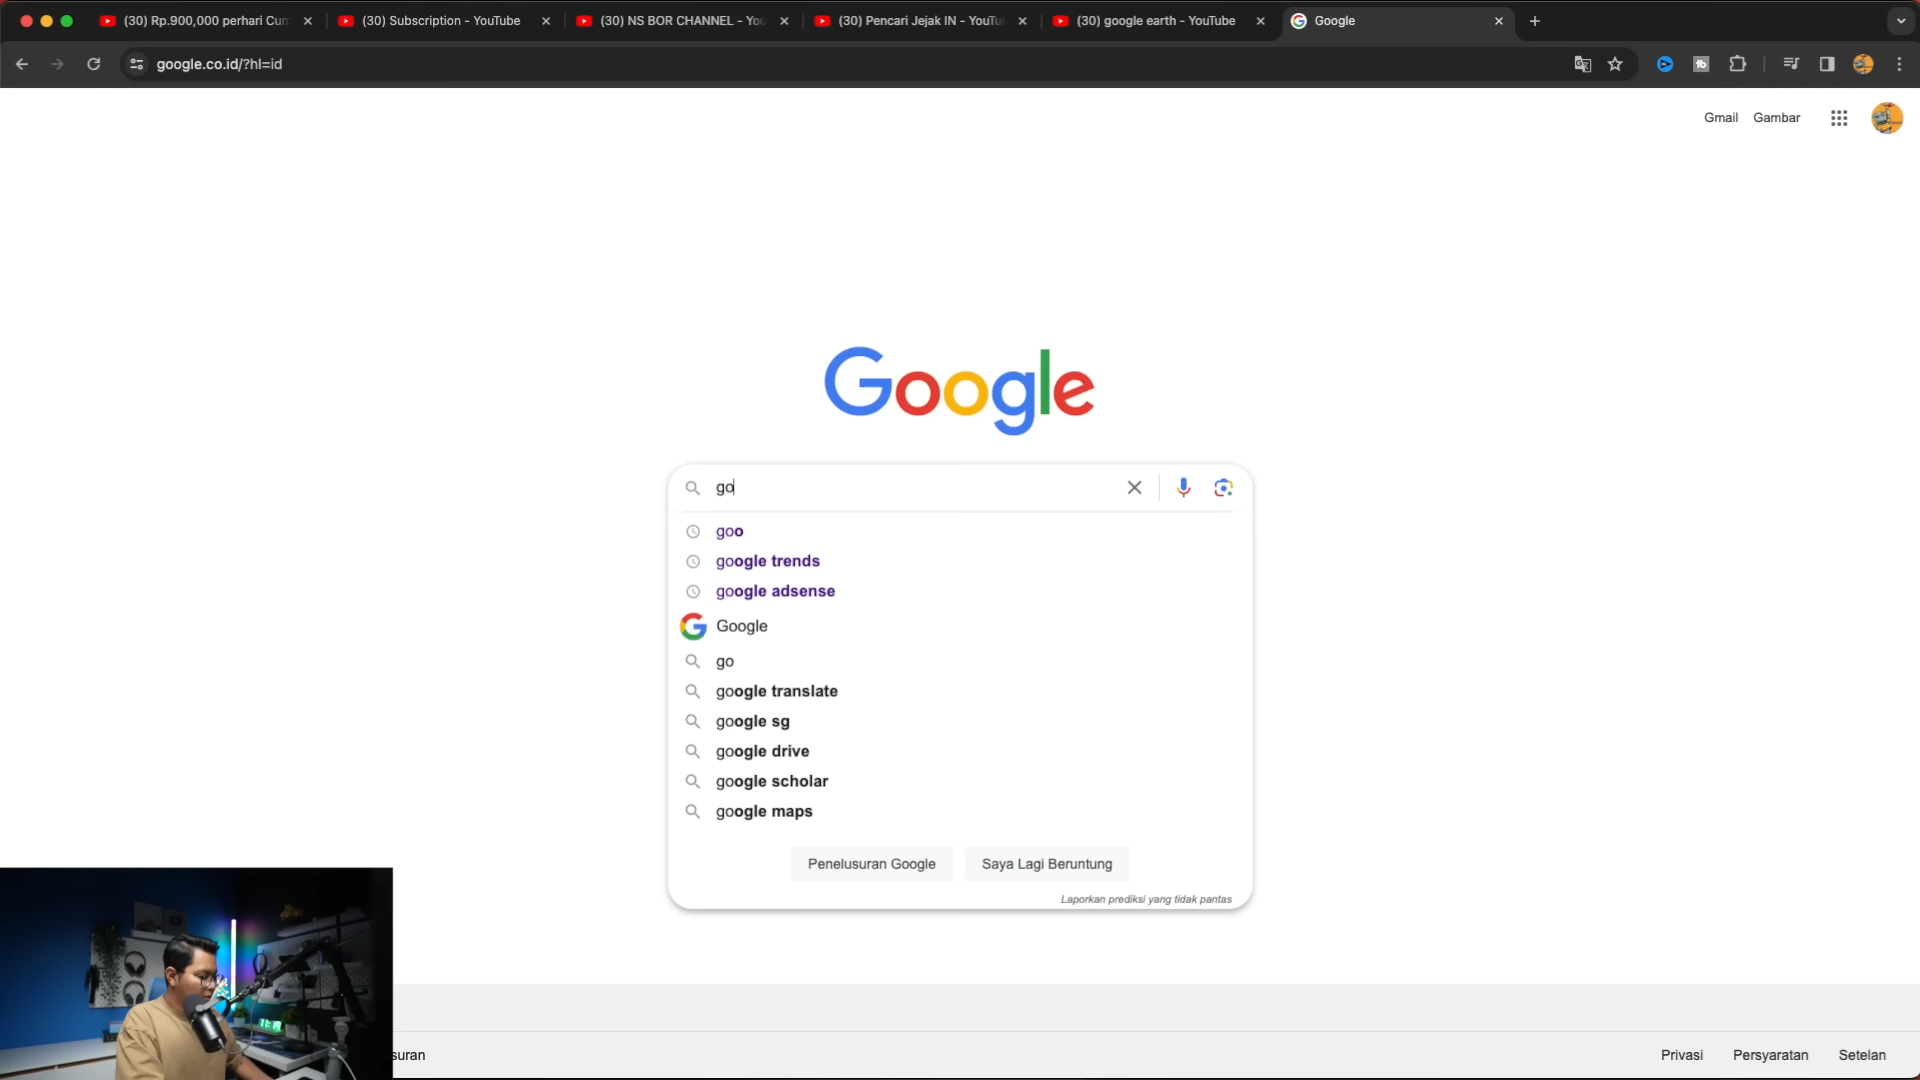 (30) Rp.900,000 perhari Cum
(30) Subscription - YouTube
(30) NS BOR CHANNEL - You
(30) Pencari Jejak IN - YouTu
(30) google earth - YouTube
Google
google.co.id/?hl=id
Gmail Gambar
Google
go
goo
google trends
google adsense
Google
go
google translate
google sg
google drive
google scholar
google maps
Penelusuran Google
Saya Lagi Beruntung
Laporkan prediksi yang tidak pantas
suran
Privasi Persyaratan Setelan